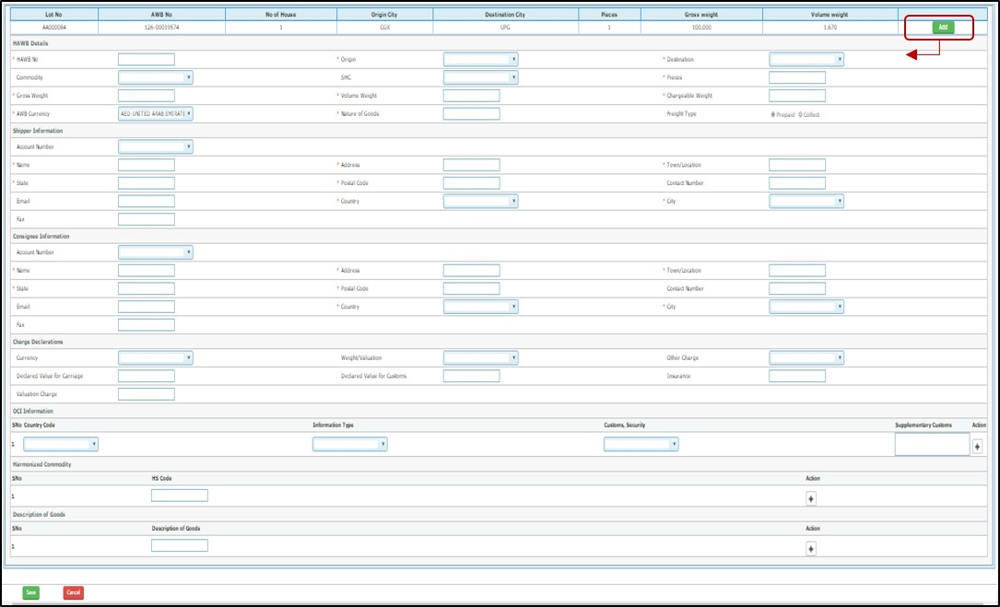 Lot No AWB No No of House Origin City Destination City Pieces Gross weight Volume weight
AA000084 126-00019574 1 CGK UPG 1 100.000 1.670 Add
HAWB Details
* HAWB No * Origin * Destination
Commodity SHC * Pieces
* Gross Weight * Volume Weight * Chargeable Weight
* AWB Currency AED-UNITED ARAB EMIRATE * Nature of Goods Freight Type Prepaid Collect
Shipper Information
Account Number
* Name * Address * Town/Location
* State * Postal Code Contact Number
Email * Country * City
Fax
Consignee Information
Account Number
* Name * Address * Town/Location
* State * Postal Code Contact Number
Email * Country * City
Fax
Charge Declarations
Currency Weight/Valuation Other Charge
Declared Value for Carriage Declared Value for Customs Insurance
Valuation Charge
OCI Information
SNo Country Code Information Type Customs, Security Supplementary Customs Action
1
Harmonized Commodity
SNo HS Code Action
1
Description of Goods
SNo Description of Goods Action
1
Save Cancel